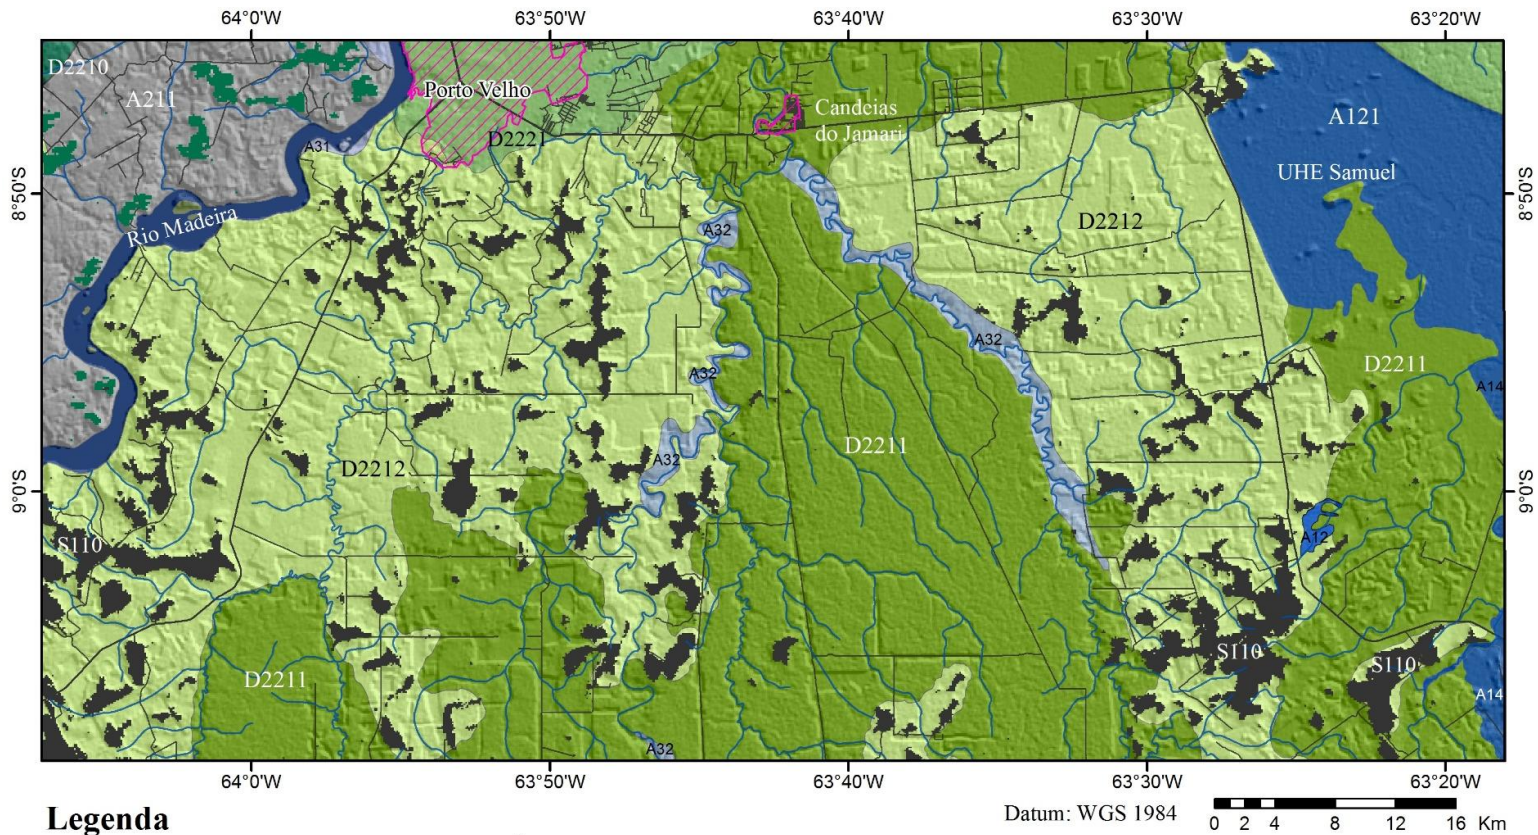 64°0'W 63°50'W 63°40'W 63°30'W 63°20'W
D2210
A211
Porto Velho
Candeias
do Jamari
A121
D2221
A31
UHE Samuel
8°50'S
8°50'S
Rio Madeira
A32
D2212
A32
D2211
A32
A14
D2211
D2212
A32
9°0'S
9°0'S
S110
A12
S110
S110
D2211
A14
A32
64°0'W 63°50'W 63°40'W 63°30'W 63°20'W
Legenda
Datum: WGS 1984
0 2 4 8 12 16 Km